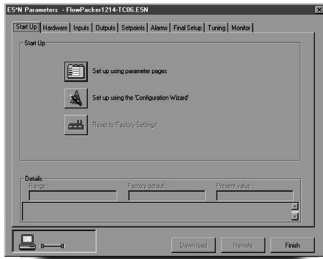 ES*N Parameters - FlowPacker1214-TC06.ESN
Start Up Hardware Inputs Outputs Setpoints Alarms Final Setup Tuning Monitor
Start Up
Set up using parameter pages
Set up using the 'Configuration Wizard'
Reset to 'Factory Settings'
Details
Range: Factory default: Present value:
Download Remote Finish